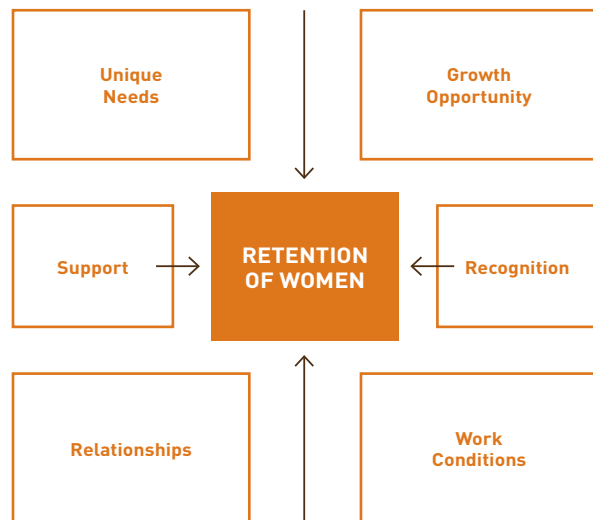 Unique
Needs
Growth
Opportunity
Support
RETENTION
OF WOMEN
Recognition
Relationships
Work
Conditions